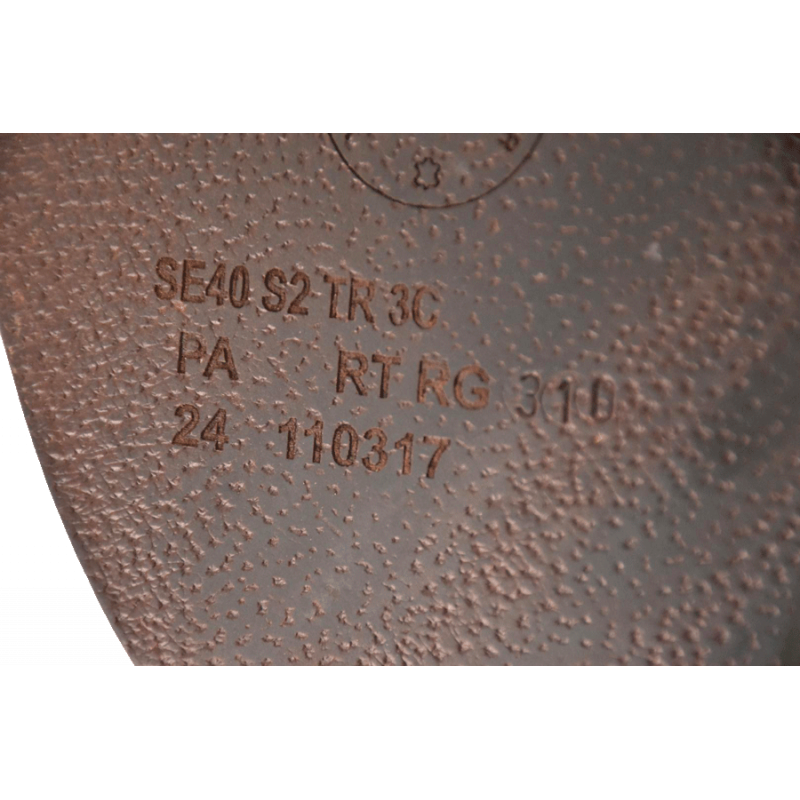 SE40 S2 TR 3C
PA RT RG 310
24 110317